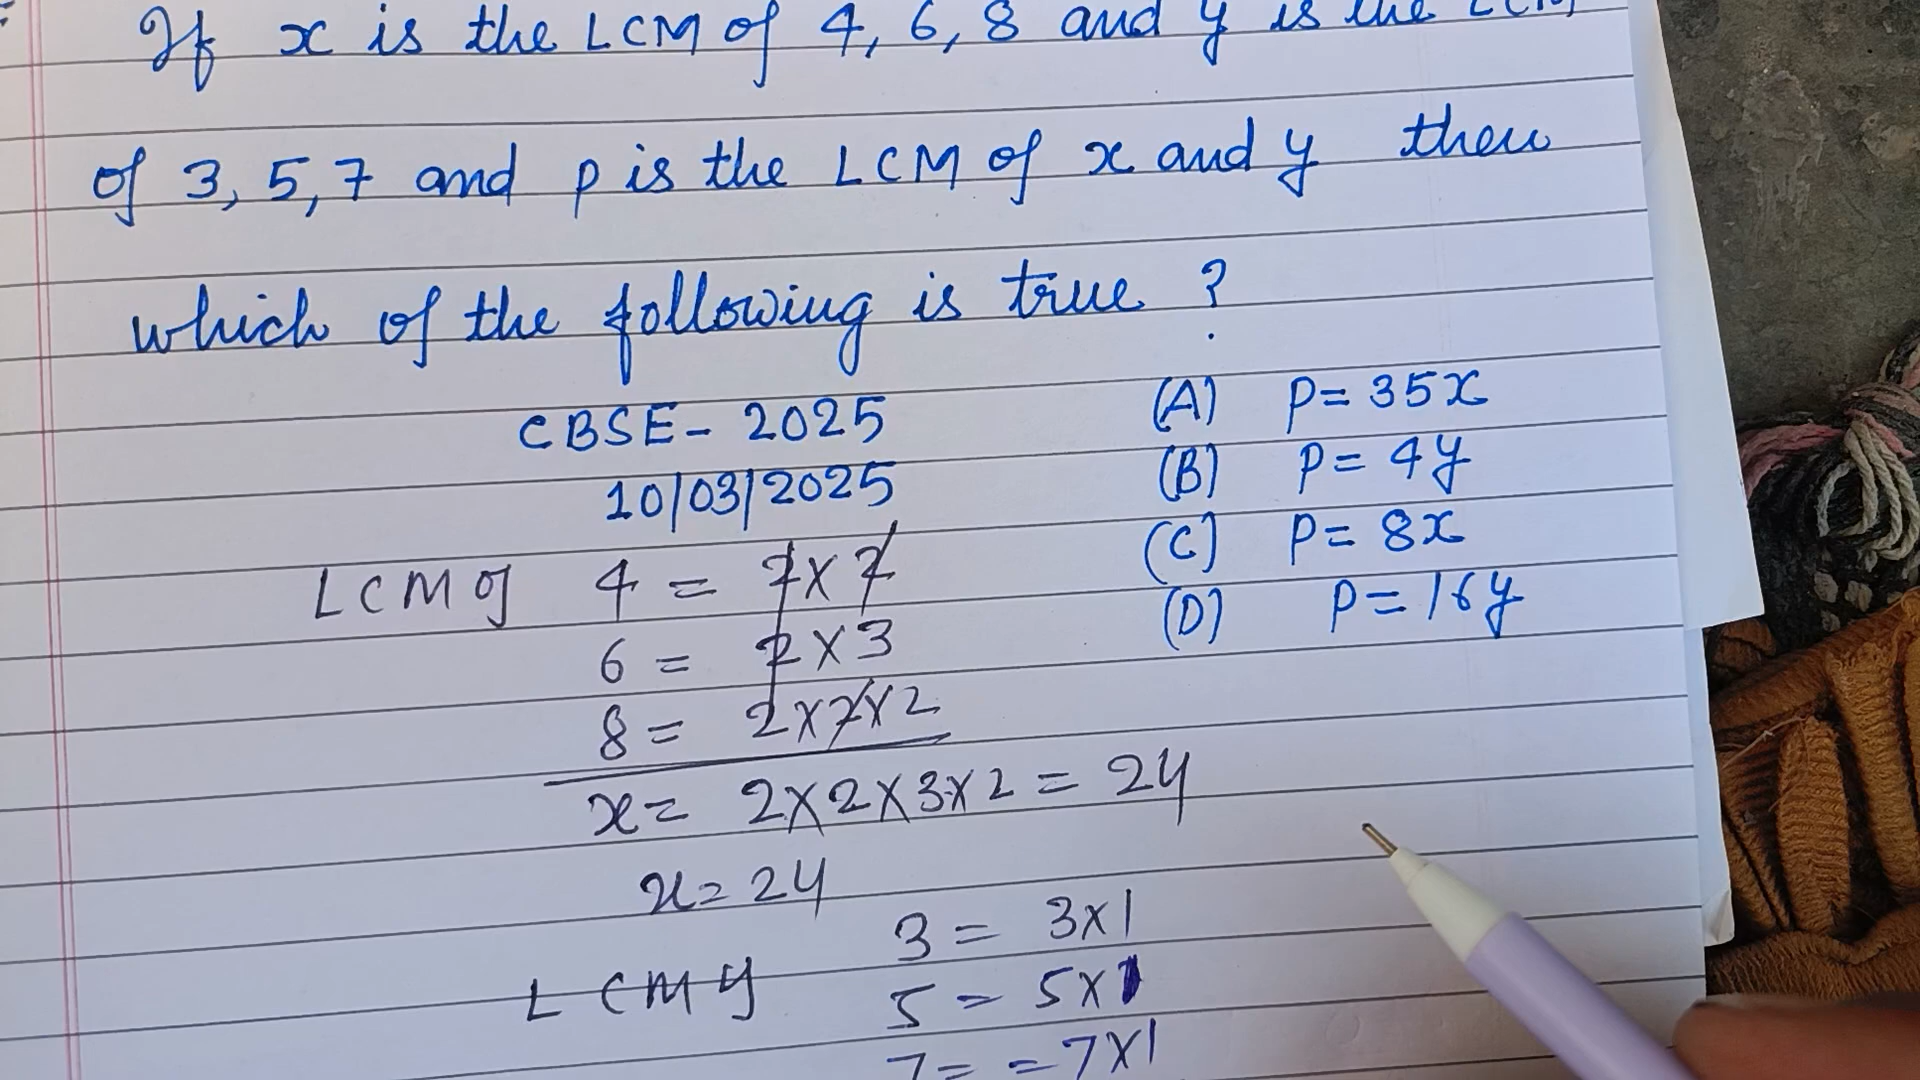 If x is the LCM of 4, 6, 8 and y is the LCM
of 3, 5, 7 and p is the LCM of x and y then
which of the following is true ?
CBSE - 2025
10/03/2025
(A) P = 35x
(B) P = 4y
(C) P = 8x
(D) P = 16y
LCM of 4 = 2 x 2
6 = 2 x 3
8 = 2 x 2 x 2
x = 2 x 2 x 3 x 2 = 24
x = 24
LCM y
3 = 3 x 1
5 = 5 x 1
7 = = 7 x 1